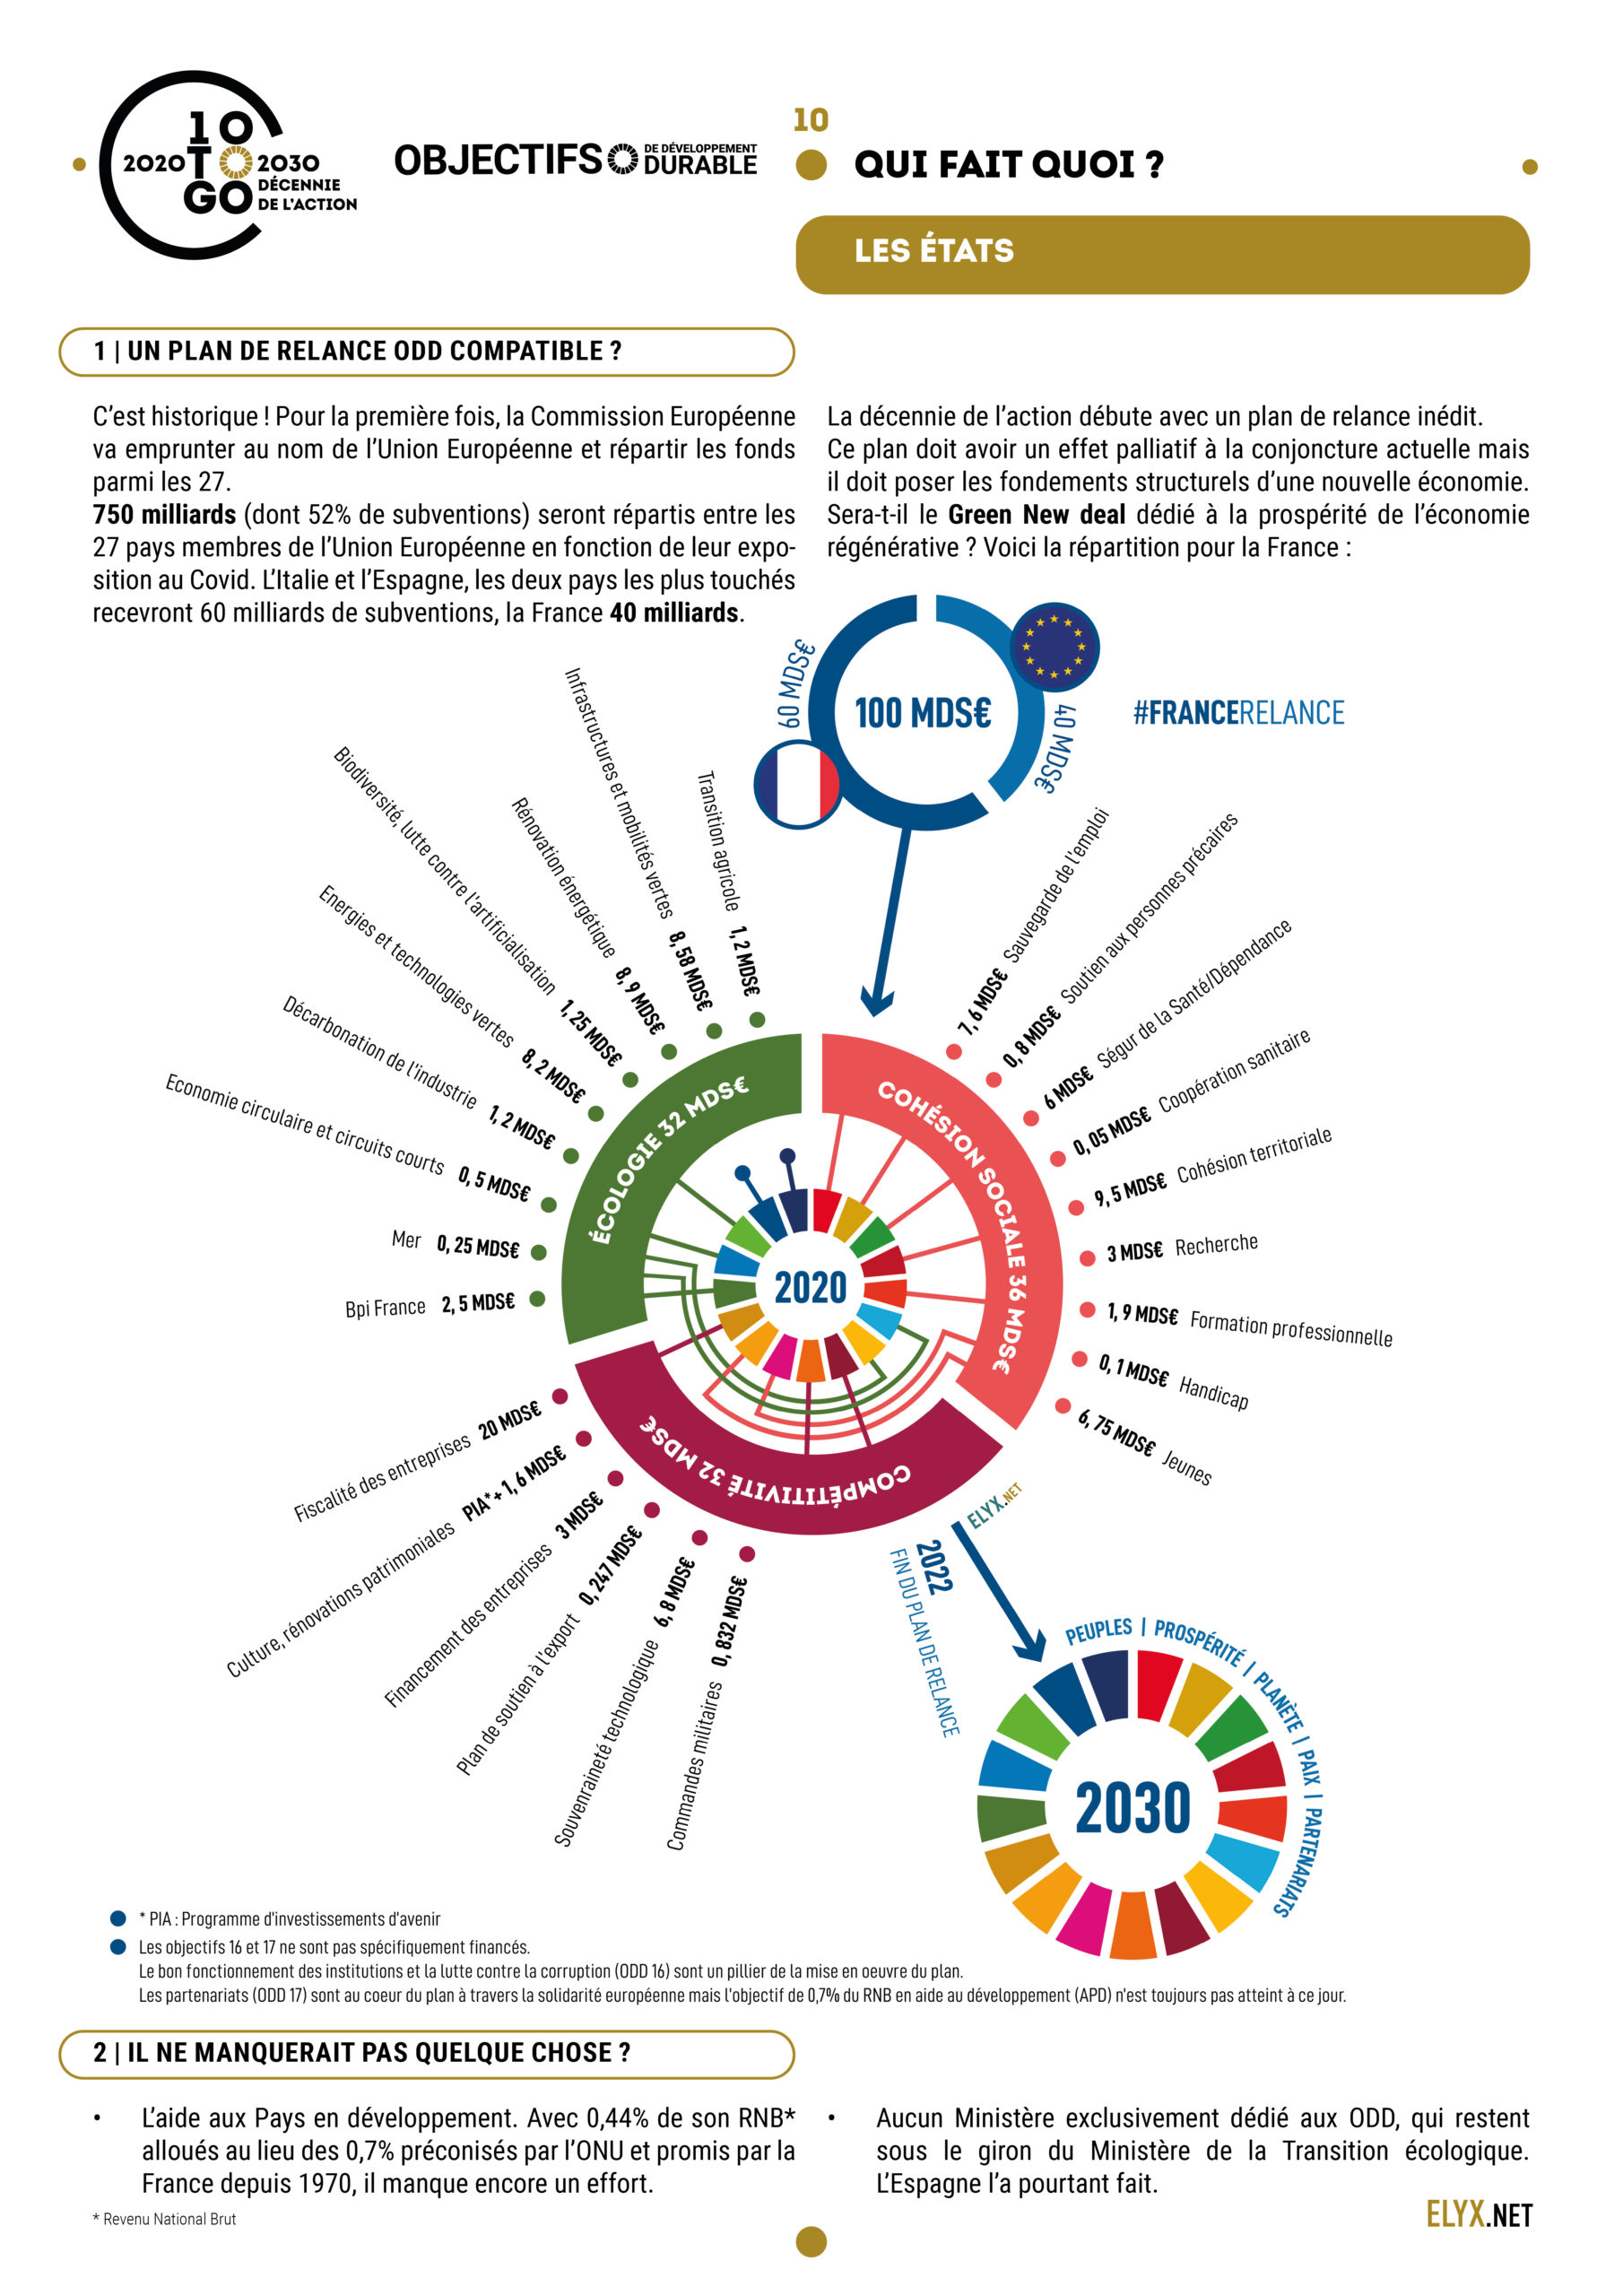 10
TO
GO
2020
2030
DÉCENNIE
DE L'ACTION
OBJECTIFS
DE DÉVELOPPEMENT
DURABLE
10
QUI FAIT QUOI ?
LES ÉTATS
1 | UN PLAN DE RELANCE ODD COMPATIBLE ?
C'est historique ! Pour la première fois, la Commission Européenne
va emprunter au nom de l'Union Européenne et répartir les fonds
parmi les 27.
750 milliards (dont 52% de subventions) seront répartis entre les
27 pays membres de l'Union Européenne en fonction de leur expo-
sition au Covid. L'Italie et l'Espagne, les deux pays les plus touchés
recevront 60 milliards de subventions, la France 40 milliards.
La décennie de l'action débute avec un plan de relance inédit.
Ce plan doit avoir un effet palliatif à la conjoncture actuelle mais
il doit poser les fondements structurels d'une nouvelle économie.
Sera-t-il le Green New deal dédié à la prospérité de l'économie
régénérative ? Voici la répartition pour la France :
60 MDS€
100 MDS€
40 MDS€
#FRANCERELANCE
ÉCOLOGIE 32 MDS€
Transition agricole 1, 2 MDS€
Infrastructures et mobilités vertes 8, 58 MDS€
Rénovation énergétique 8, 9 MDS€
Biodiversité, lutte contre l'artificialisation 1, 25 MDS€
Energies et technologies vertes 8, 2 MDS€
Décarbonation de l'industrie 1, 2 MDS€
Economie circulaire et circuits courts 0, 5 MDS€
Mer 0, 25 MDS€
Bpi France 2, 5 MDS€
COHÉSION SOCIALE 36 MDS€
7, 6 MDS€ Sauvegarde de l'emploi
0, 8 MDS€ Soutien aux personnes précaires
6 MDS€ Ségur de la Santé/Dépendance
0, 05 MDS€ Coopération sanitaire
9, 5 MDS€ Cohésion territoriale
3 MDS€ Recherche
1, 9 MDS€ Formation professionnelle
0, 1 MDS€ Handicap
6, 75 MDS€ Jeunes
2020
COMPÉTITIVITÉ 32 MDS€
Fiscalité des entreprises 20 MDS€
Culture, rénovations patrimoniales PIA* + 1, 6 MDS€
Financement des entreprises 3 MDS€
Plan de soutien à l'export 0, 247 MDS€
Souvenraineté technologique 6, 8 MDS€
Commandes militaires 0, 832 MDS€
ELYX.NET
2022
FIN DU PLAN DE RELANCE
PEUPLES | PROSPÉRITÉ | PLANÈTE | PAIX | PARTENARIATS
2030
* PIA : Programme d'investissements d'avenir
Les objectifs 16 et 17 ne sont pas spécifiquement financés.
Le bon fonctionnement des institutions et la lutte contre la corruption (ODD 16) sont un pillier de la mise en oeuvre du plan.
Les partenariats (ODD 17) sont au coeur du plan à travers la solidarité européenne mais l'objectif de 0,7% du RNB en aide au développement (APD) n'est toujours pas atteint à ce jour.
2 | IL NE MANQUERAIT PAS QUELQUE CHOSE ?
• L'aide aux Pays en développement. Avec 0,44% de son RNB*
alloués au lieu des 0,7% préconisés par l'ONU et promis par la
France depuis 1970, il manque encore un effort.
* Revenu National Brut
• Aucun Ministère exclusivement dédié aux ODD, qui restent
sous le giron du Ministère de la Transition écologique.
L'Espagne l'a pourtant fait.
ELYX.NET